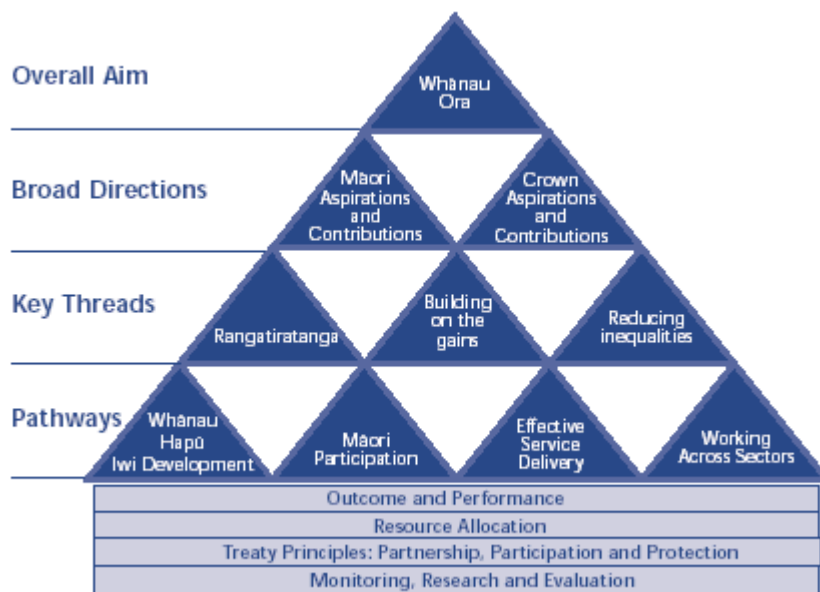 Overall Aim
Whānau
Ora
Broad Directions
Māori
Aspirations
and
Contributions
Crown
Aspirations
and
Contributions
Key Threads
Rangatiratanga
Building
on the
gains
Reducing
inequalities
Pathways
Whānau
Hapū
Iwi Development
Māori
Participation
Effective
Service
Delivery
Working
Across Sectors
Outcome and Performance
Resource Allocation
Treaty Principles: Partnership, Participation and Protection
Monitoring, Research and Evaluation